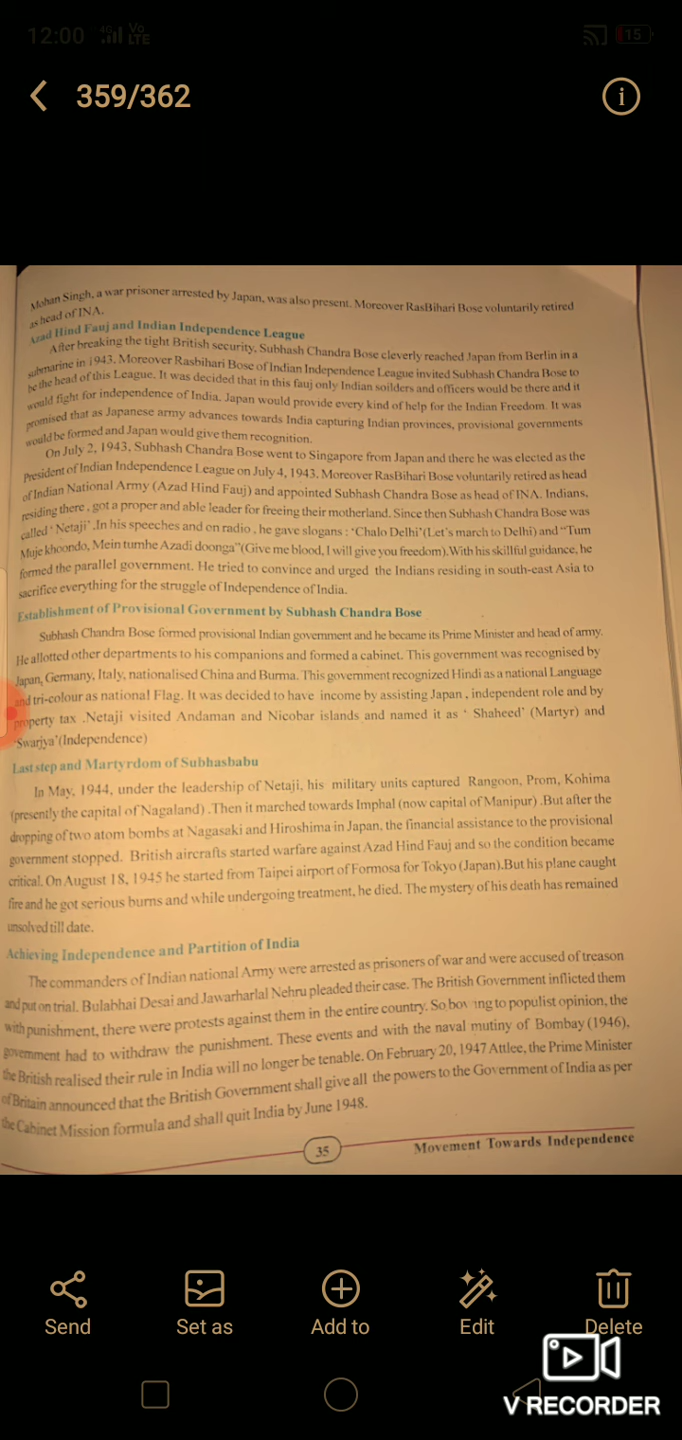 12:00 4G Vo LTE 15
359/362
Mohan Singh, a war prisoner arrested by Japan, was also present. Moreover RasBihari Bose voluntarily retired
as head of INA.
Azad Hind Fauj and Indian Independence League
After breaking the tight British security, Subhash Chandra Bose cleverly reached Japan from Berlin in a
submarine in 1943. Moreover Rasbihari Bose of Indian Independence League invited Subhash Chandra Bose to
be the head of this League. It was decided that in this fauj only Indian soilders and officers would be there and it
would fight for independence of India. Japan would provide every kind of help for the Indian Freedom. It was
promised that as Japanese army advances towards India capturing Indian provinces, provisional governments
would be formed and Japan would give them recognition.
On July 2, 1943, Subhash Chandra Bose went to Singapore from Japan and there he was elected as the
President of Indian Independence League on July 4, 1943. Moreover RasBihari Bose voluntarily retired as head
of Indian National Army (Azad Hind Fauj) and appointed Subhash Chandra Bose as head of INA. Indians,
residing there , got a proper and able leader for freeing their motherland. Since then Subhash Chandra Bose was
called ' Netaji' .In his speeches and on radio , he gave slogans : 'Chalo Delhi'(Let's march to Delhi) and "Tum
Muje khoondo, Mein tumhe Azadi doonga"(Give me blood, I will give you freedom).With his skillful guidance, he
formed the parallel government. He tried to convince and urged the Indians residing in south-east Asia to
sacrifice everything for the struggle of Independence of India.
Establishment of Provisional Government by Subhash Chandra Bose
Subhash Chandra Bose formed provisional Indian government and he became its Prime Minister and head of army.
He allotted other departments to his companions and formed a cabinet. This government was recognised by
Japan, Germany, Italy, nationalised China and Burma. This government recognized Hindi as a national Language
and tri-colour as national Flag. It was decided to have income by assisting Japan , independent role and by
property tax .Netaji visited Andaman and Nicobar islands and named it as ' Shaheed' (Martyr) and
'Swarjya'(Independence)
Last step and Martyrdom of Subhasbabu
In May, 1944, under the leadership of Netaji, his military units captured Rangoon, Prom, Kohima
(presently the capital of Nagaland) .Then it marched towards Imphal (now capital of Manipur) .But after the
dropping of two atom bombs at Nagasaki and Hiroshima in Japan, the financial assistance to the provisional
government stopped. British aircrafts started warfare against Azad Hind Fauj and so the condition became
critical. On August 18, 1945 he started from Taipei airport of Formosa for Tokyo (Japan).But his plane caught
fire and he got serious burns and while undergoing treatment, he died. The mystery of his death has remained
unsolved till date.
Achieving Independence and Partition of India
The commanders of Indian national Army were arrested as prisoners of war and were accused of treason
and put on trial. Bulabhai Desai and Jawarharlal Nehru pleaded their case. The British Government inflicted them
with punishment, there were protests against them in the entire country. So bowing to populist opinion, the
government had to withdraw the punishment. These events and with the naval mutiny of Bombay (1946),
the British realised their rule in India will no longer be tenable. On February 20, 1947 Attlee, the Prime Minister
of Britain announced that the British Government shall give all the powers to the Government of India as per
the Cabinet Mission formula and shall quit India by June 1948.
35 Movement Towards Independence
Send Set as Add to Edit Delete
V RECORDER